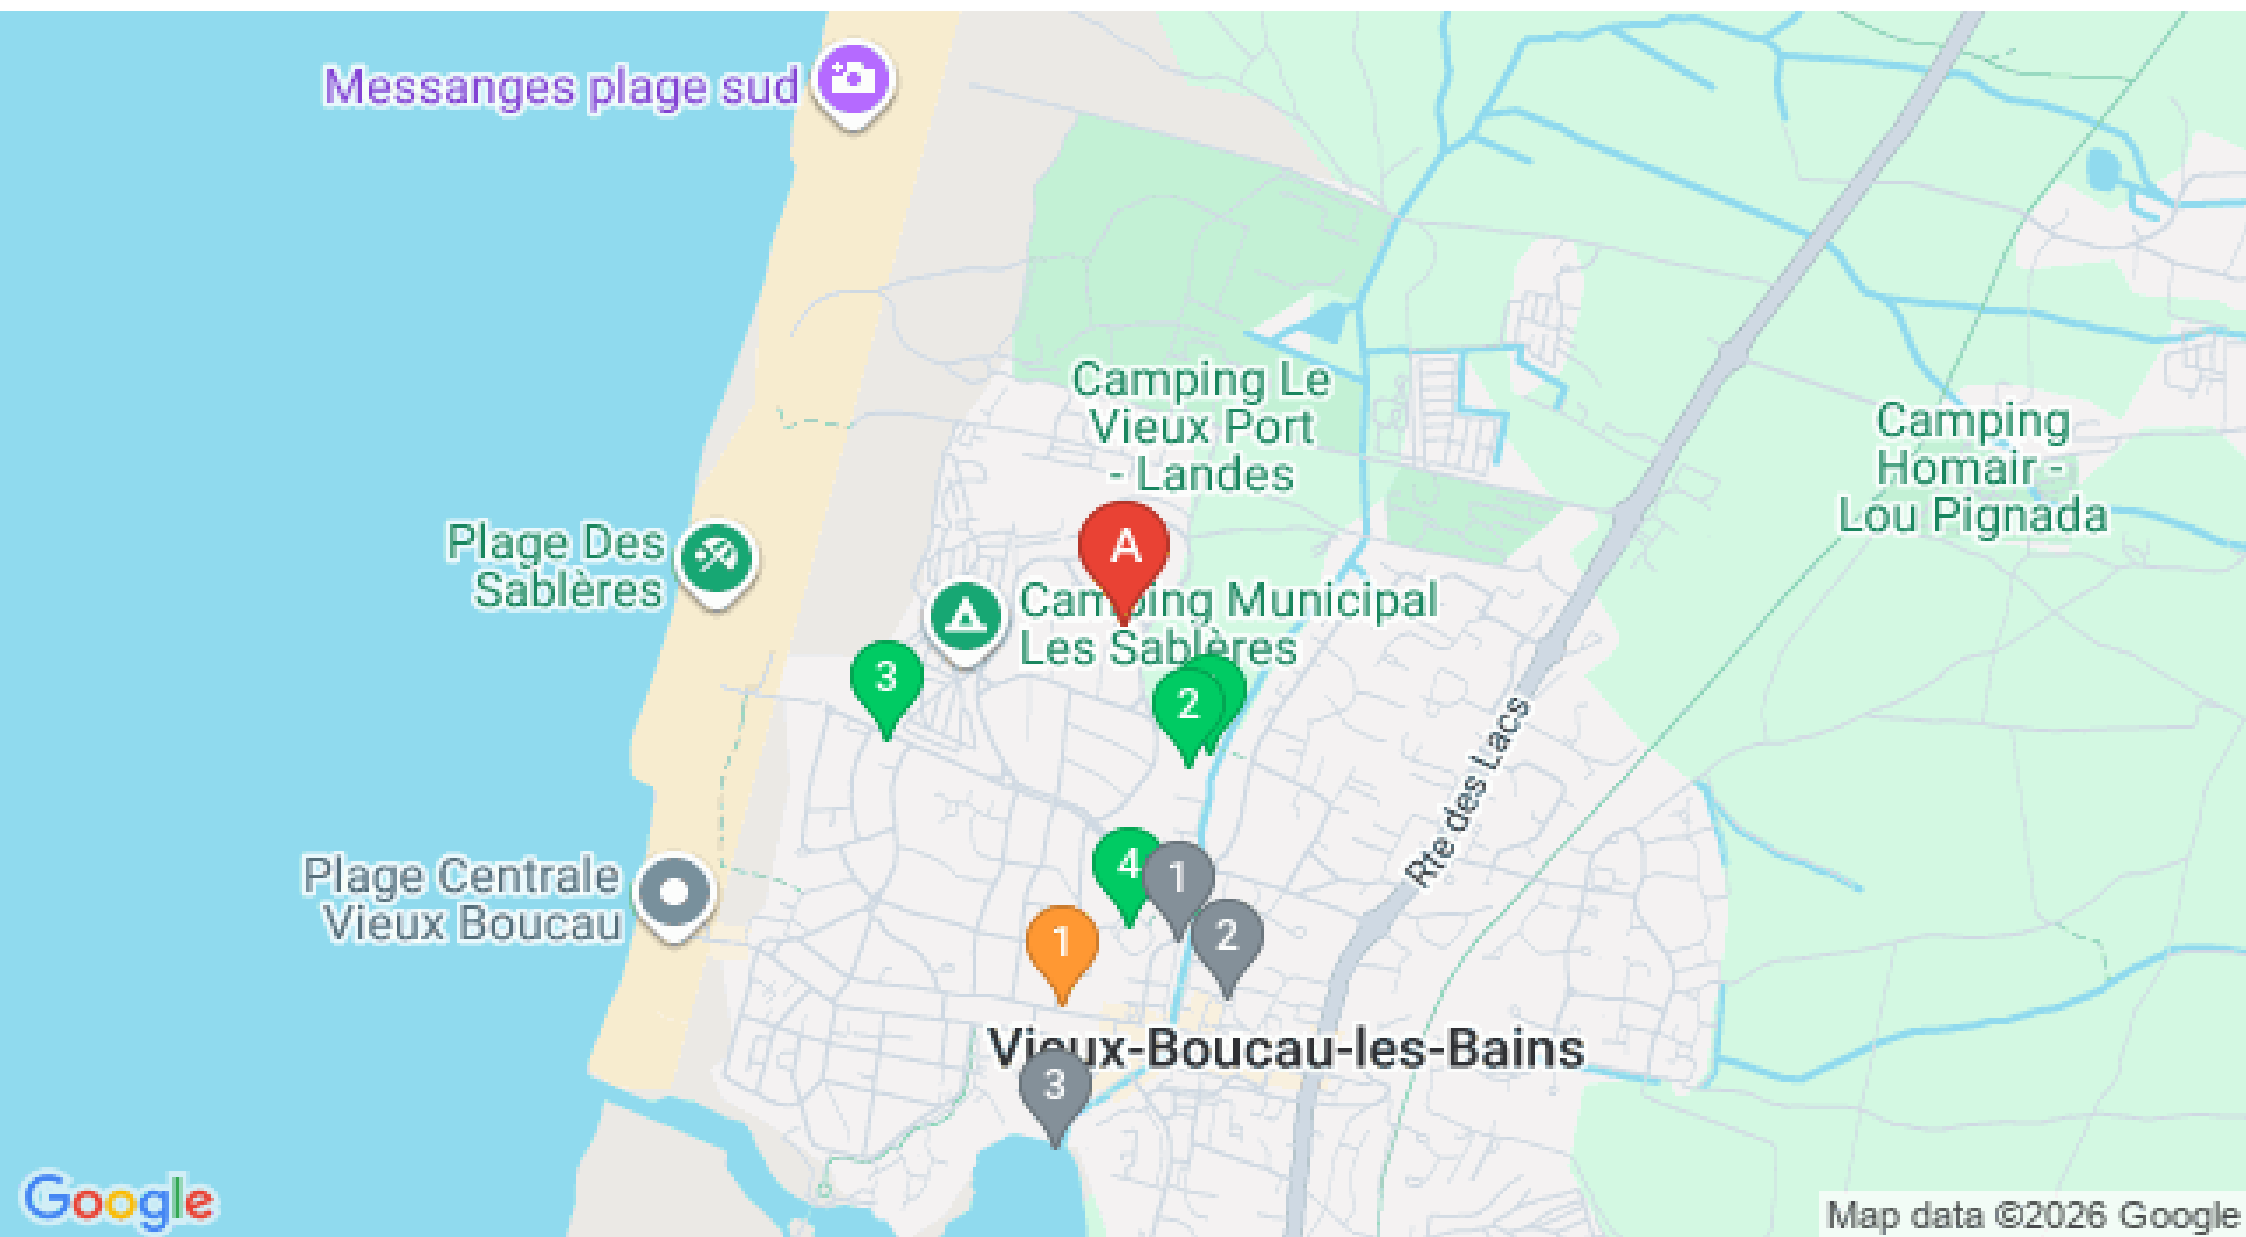 Messanges plage sud
Camping Le
Vieux Port
- Landes
Camping
Homair -
Lou Pignada
A
Plage Des
Sablères
Camping Municipal
Les Sablères
3
2
Rte des Lacs
4
1
Plage Centrale
Vieux Boucau
1
2
Vieux-Boucau-les-Bains
3
Google
Map data ©2026 Google